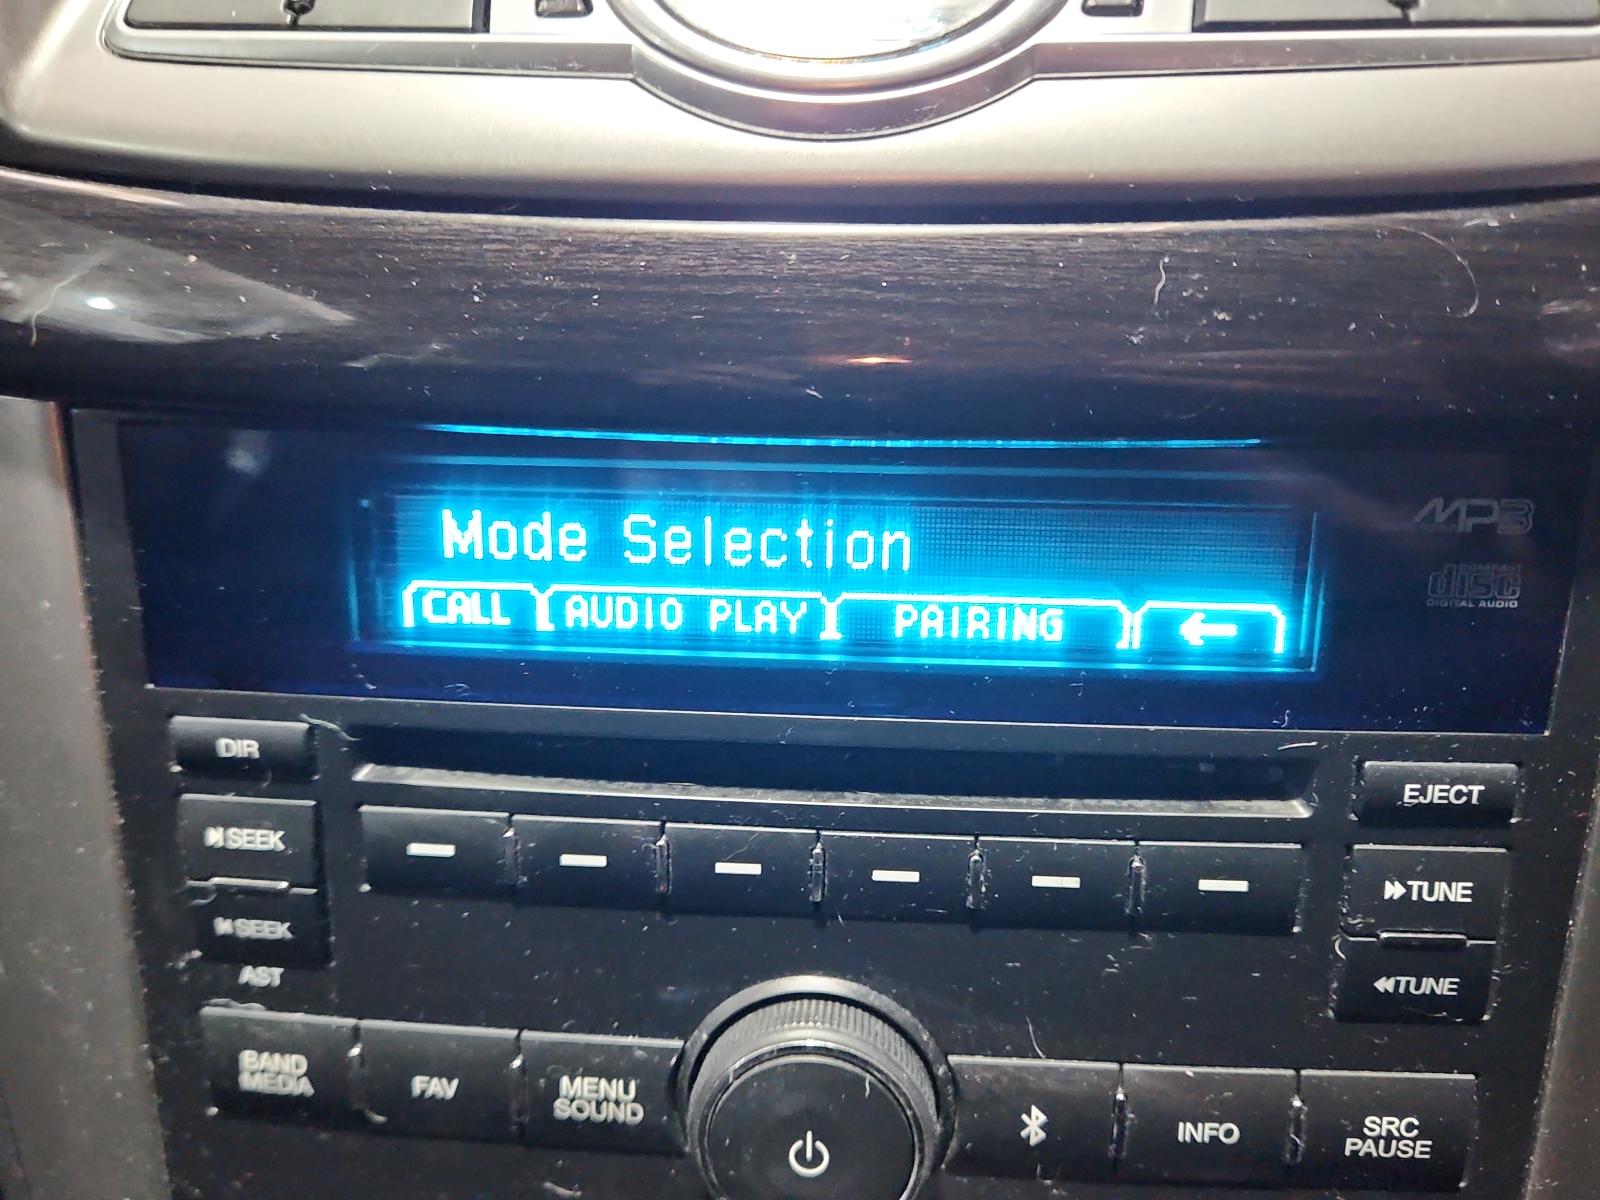 Mode Selection
CALL AUDIO PLAY PAIRING ←
MP3
COMPACT
disc
DIGITAL AUDIO
DIR
EJECT
SEEK
TUNE
SEEK
TUNE
AST
BAND
MEDIA
FAV
MENU
SOUND
INFO
SRC
PAUSE